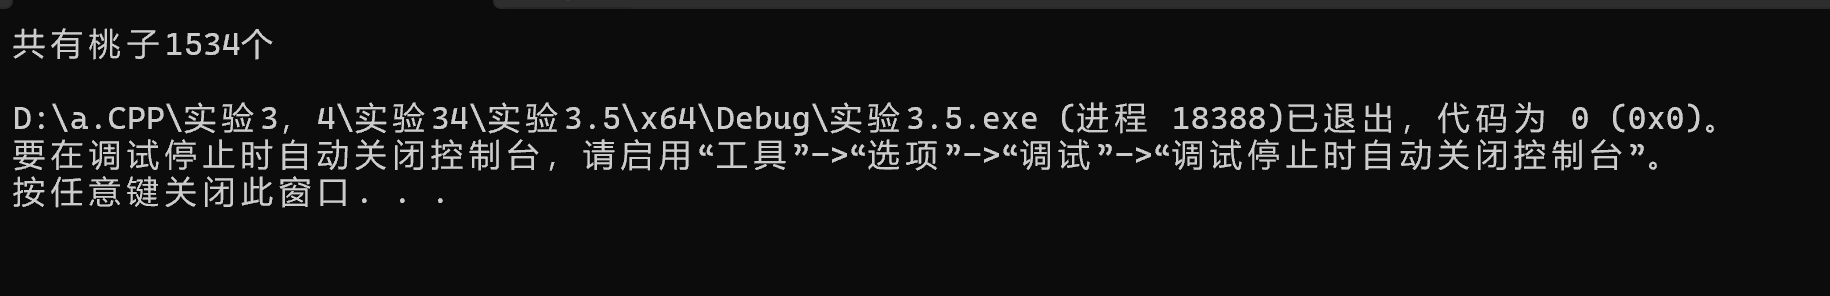 共有桃子1534个
D:\a.CPP\实验3, 4\实验34\实验3.5\x64\Debug\实验3.5.exe (进程 18388)已退出，代码为 0 (0x0)。
要在调试停止时自动关闭控制台，请启用“工具”->“选项”->“调试”->“调试停止时自动关闭控制台”。
按任意键关闭此窗口. . .